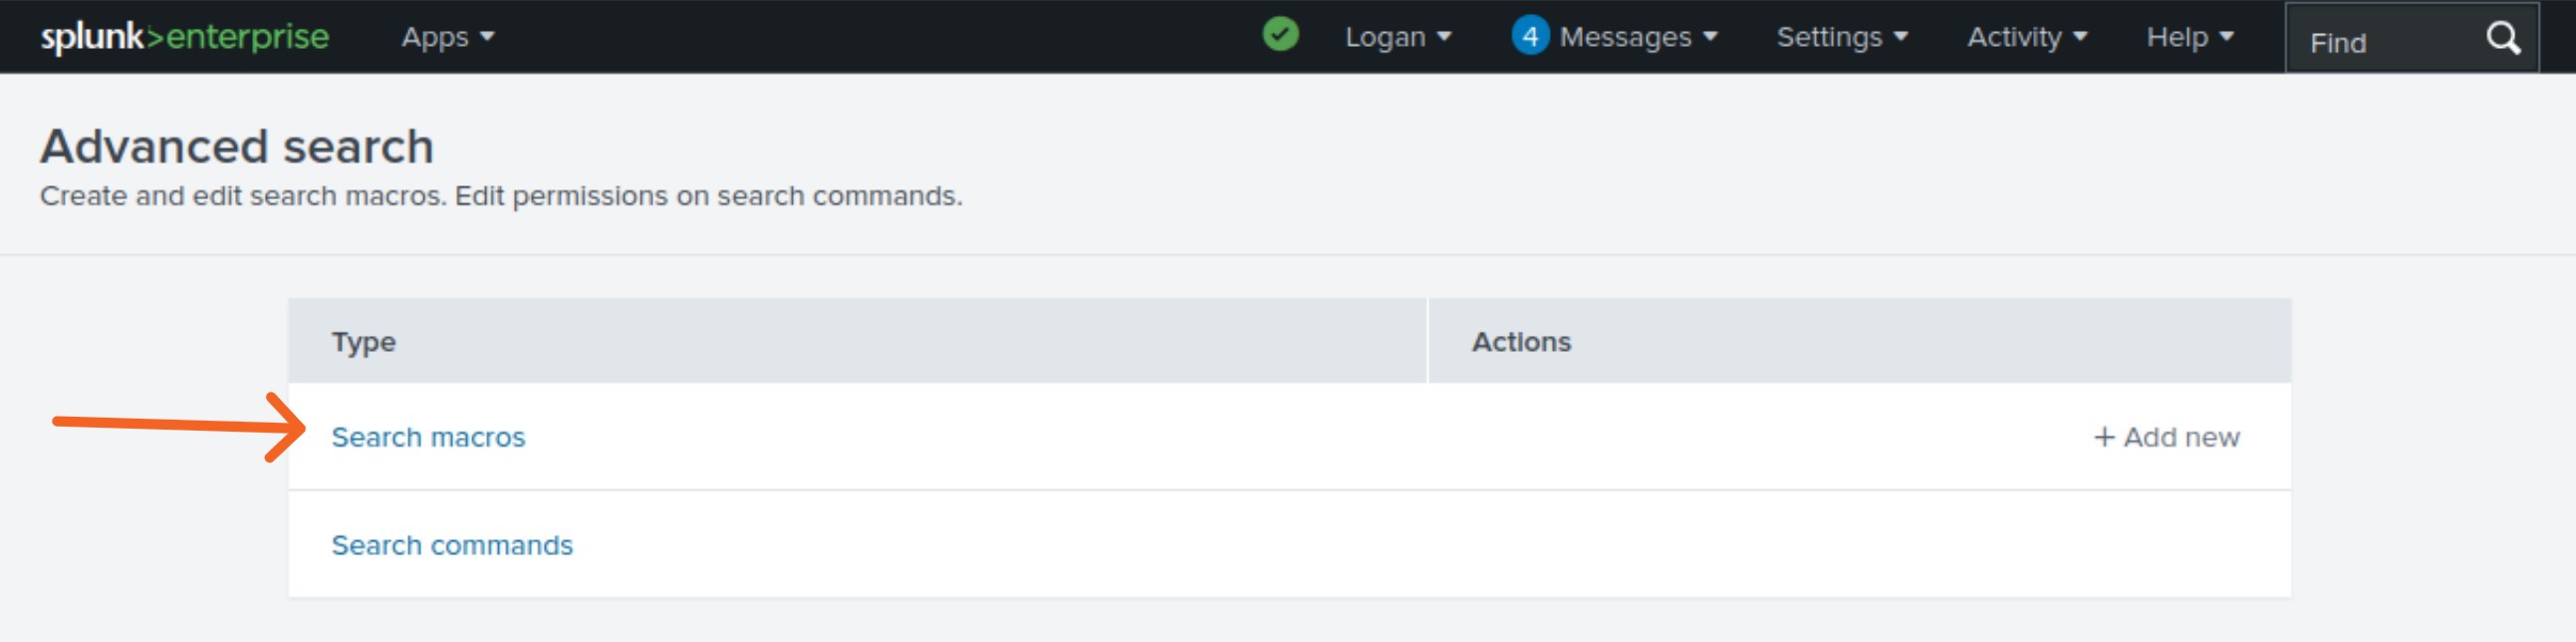 splunk>enterprise Apps Logan 4 Messages Settings Activity Help Find
Advanced search
Create and edit search macros. Edit permissions on search commands.
Type Actions
Search macros + Add new
Search commands